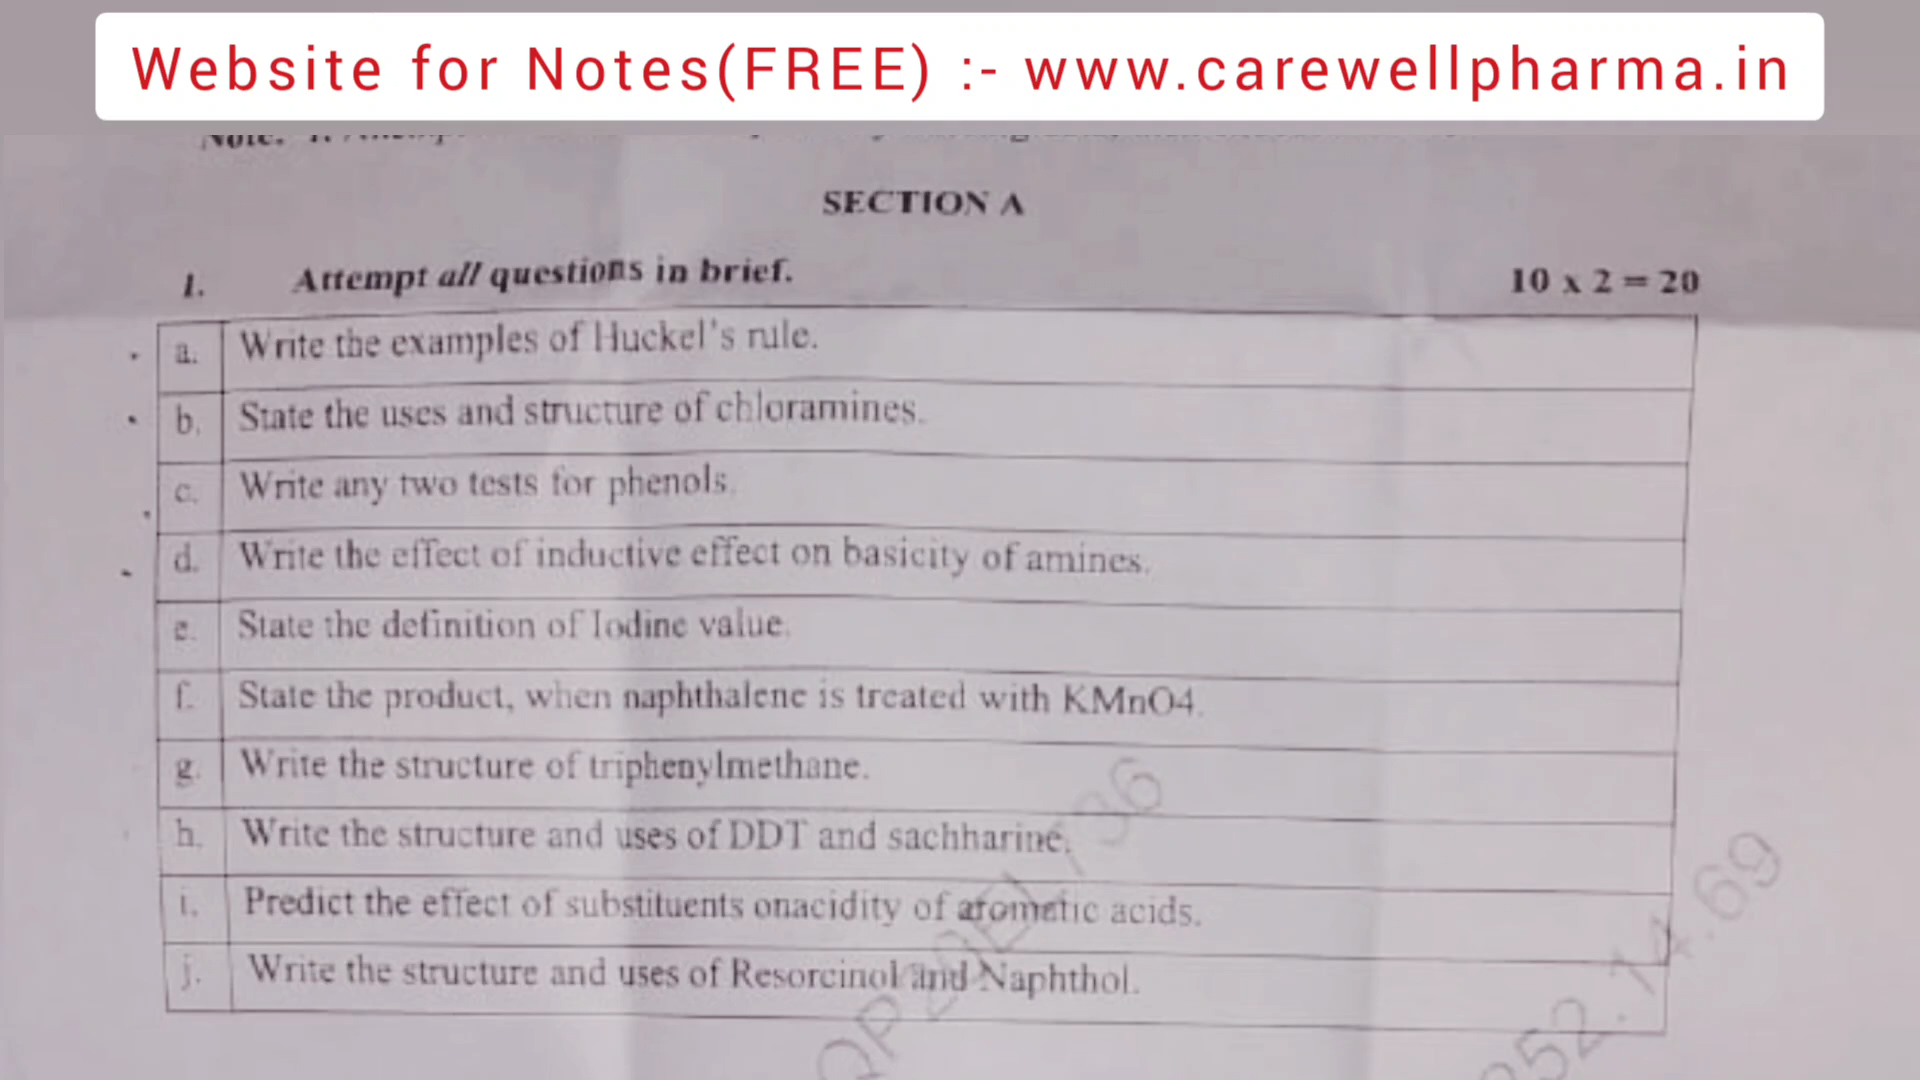 Website for Notes(FREE) :- www.carewellpharma.in
Note: 1. Attempt
SECTION A
1. Attempt all questions in brief. 10 x 2 = 20
a. Write the examples of Huckel's rule.
b. State the uses and structure of chloramines.
c. Write any two tests for phenols.
d. Write the effect of inductive effect on basicity of amines.
e. State the definition of Iodine value.
f. State the product, when naphthalene is treated with KMnO4.
g. Write the structure of triphenylmethane.
h. Write the structure and uses of DDT and sachharine.
i. Predict the effect of substituents onacidity of aromatic acids.
j. Write the structure and uses of Resorcinol and Naphthol.